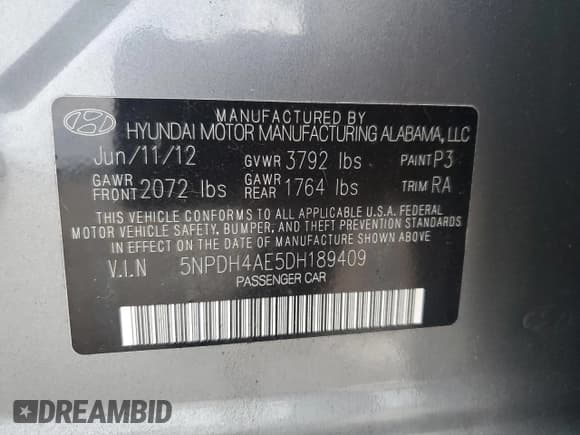 MANUFACTURED BY
HYUNDAI MOTOR MANUFACTURING ALABAMA, LLC
Jun/11/12 GVWR 3792 lbs PAINT P3
GAWR FRONT 2072 lbs GAWR REAR 1764 lbs TRIM RA
THIS VEHICLE CONFORMS TO ALL APPLICABLE U.S.A. FEDERAL
MOTOR VEHICLE SAFETY, BUMPER, AND THEFT PREVENTION STANDARDS
IN EFFECT ON THE DATE OF MANUFACTURE SHOWN ABOVE.
V.I.N 5NPDH4AE5DH189409
PASSENGER CAR
DREAMBID